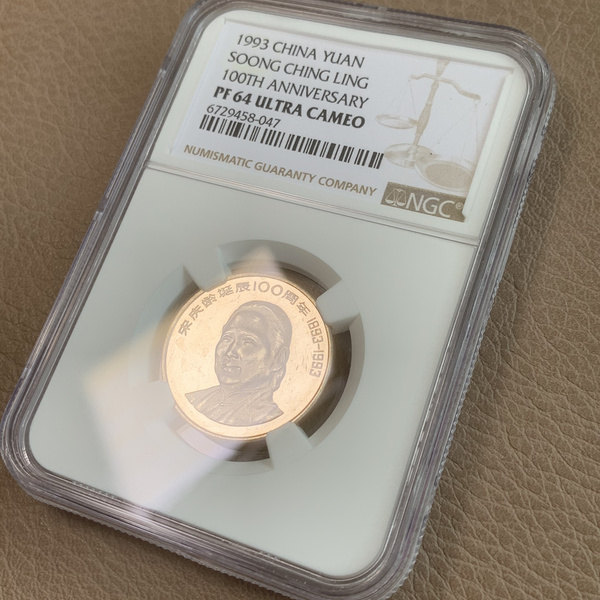 1993 CHINA YUAN
SOONG CHING LING
100TH ANNIVERSARY
PF 64 ULTRA CAMEO
6729458-047
NUMISMATIC GUARANTY COMPANY
NGC®
宋庆龄诞辰100周年 1893-1993